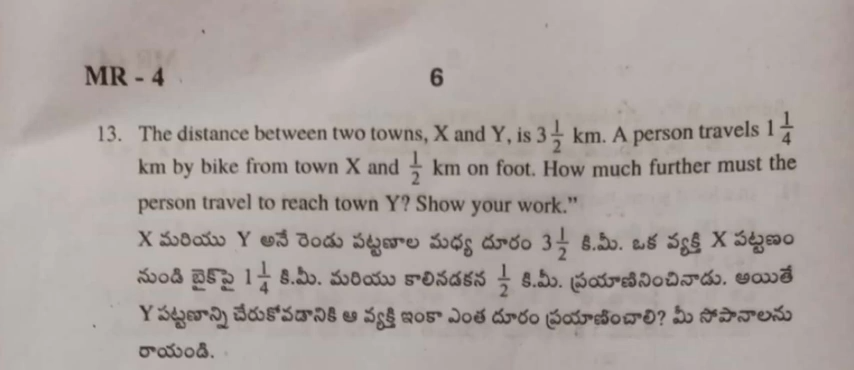 MR - 4 6
13. The distance between two towns, X and Y, is 3 1/2 km. A person travels 1 1/4
km by bike from town X and 1/2 km on foot. How much further must the
person travel to reach town Y? Show your work."
X మరియు Y అనే రెండు పట్టణాల మధ్య దూరం 3 1/2 కి.మీ. ఒక వ్యక్తి X పట్టణం
నుండి బైక్‌పై 1 1/4 కి.మీ. మరియు కాలినడకన 1/2 కి.మీ. ప్రయాణినించినాడు. అయితే
Y పట్టణాన్ని చేరుకోవడానికి ఆ వ్యక్తి ఇంకా ఎంత దూరం ప్రయాణించాలి? మీ సోపానాలను
రాయండి.